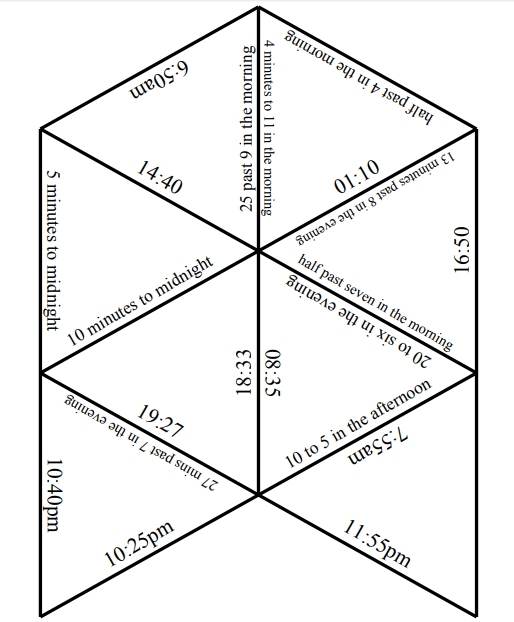 6:50am
half past 4 in the morning
25 past 9 in the morning
4 minutes to 11 in the morning
14:40
01:10
13 minutes past 8 in the evening
5 minutes to midnight
16:50
10 minutes to midnight
half past seven in the morning
20 to six in the evening
18:33
08:35
19:27
27 mins past 7 in the evening
10 to 5 in the afternoon
7:55am
10:40pm
10:25pm
11:55pm